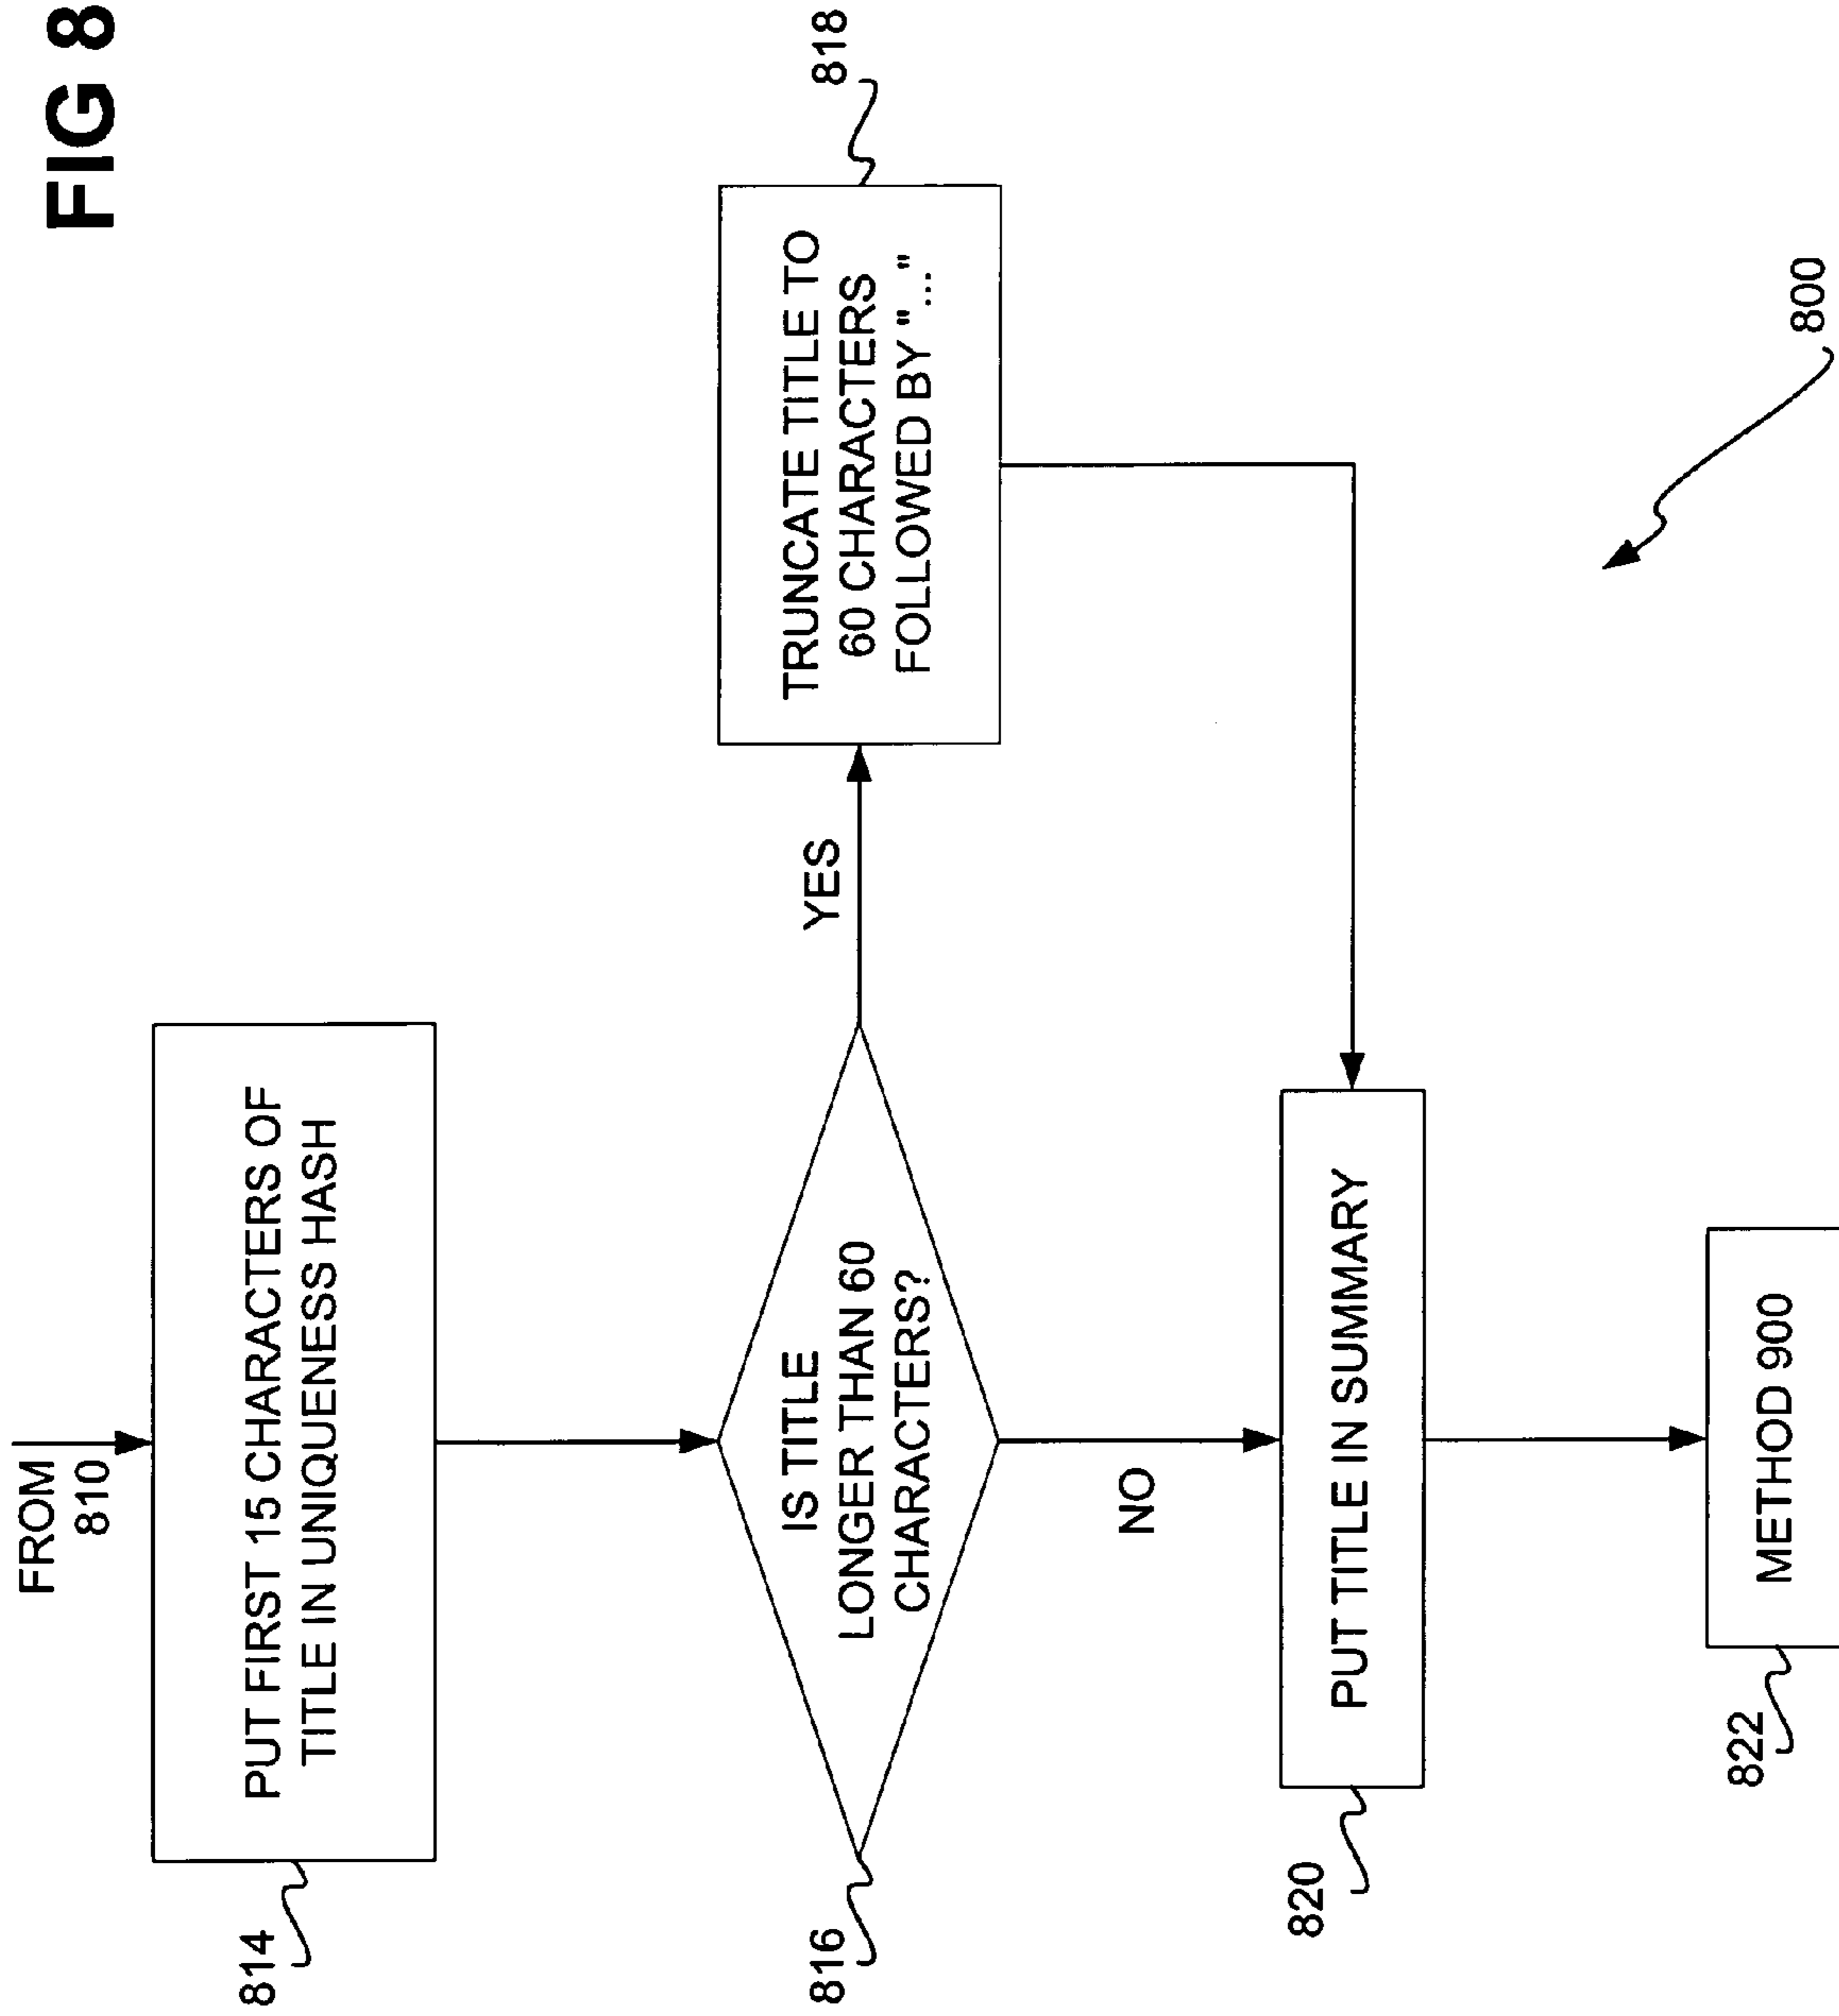 FIG 8
FROM
810
814
PUT FIRST 15 CHARACTERS OF
TITLE IN UNIQUENESS HASH
816
IS TITLE
LONGER THAN 60
CHARACTERS?
YES
818
TRUNCATE TITLE TO
60 CHARACTERS
FOLLOWED BY " ..."
NO
820
PUT TITLE IN SUMMARY
822
METHOD 900
800